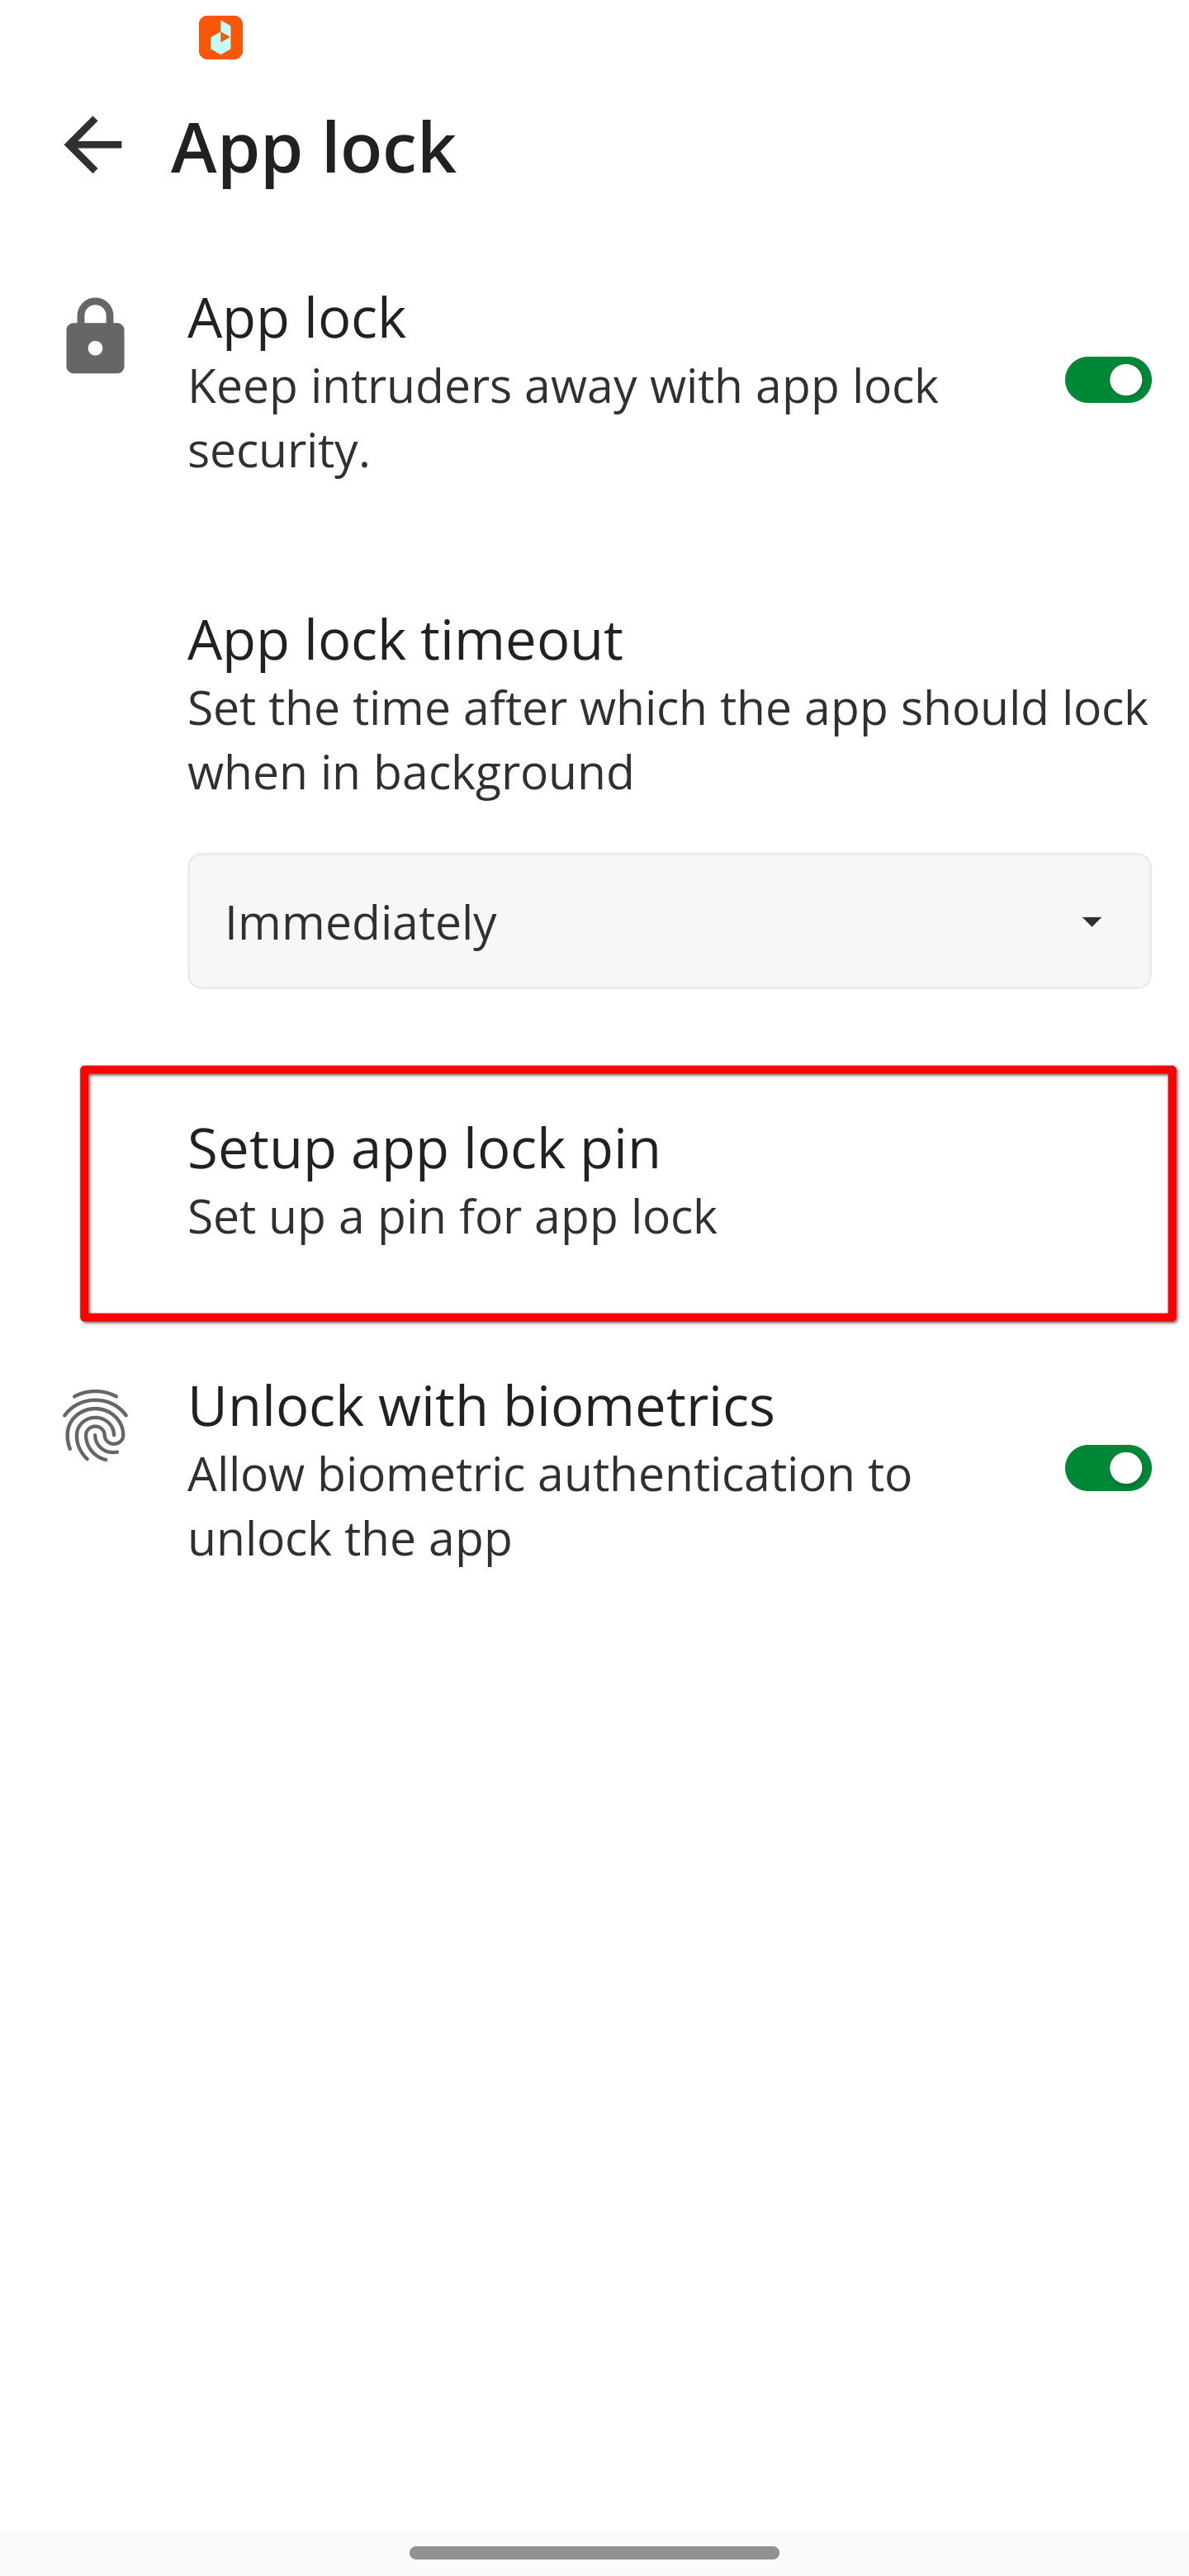 App lock
App lock
Keep intruders away with app lock
security.
App lock timeout
Set the time after which the app should lock
when in background
Immediately
Setup app lock pin
Set up a pin for app lock
Unlock with biometrics
Allow biometric authentication to
unlock the app